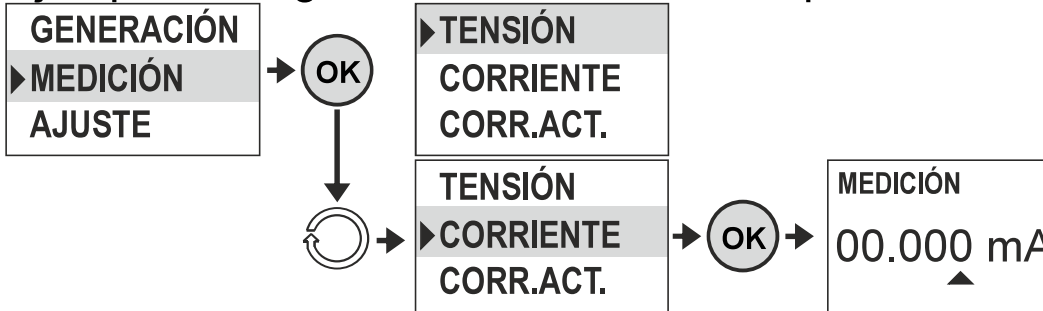 GENERACIÓN
MEDICIÓN
AJUSTE
OK
TENSIÓN
CORRIENTE
CORR.ACT.
TENSIÓN
CORRIENTE
CORR.ACT.
OK
MEDICIÓN
00.000 mA